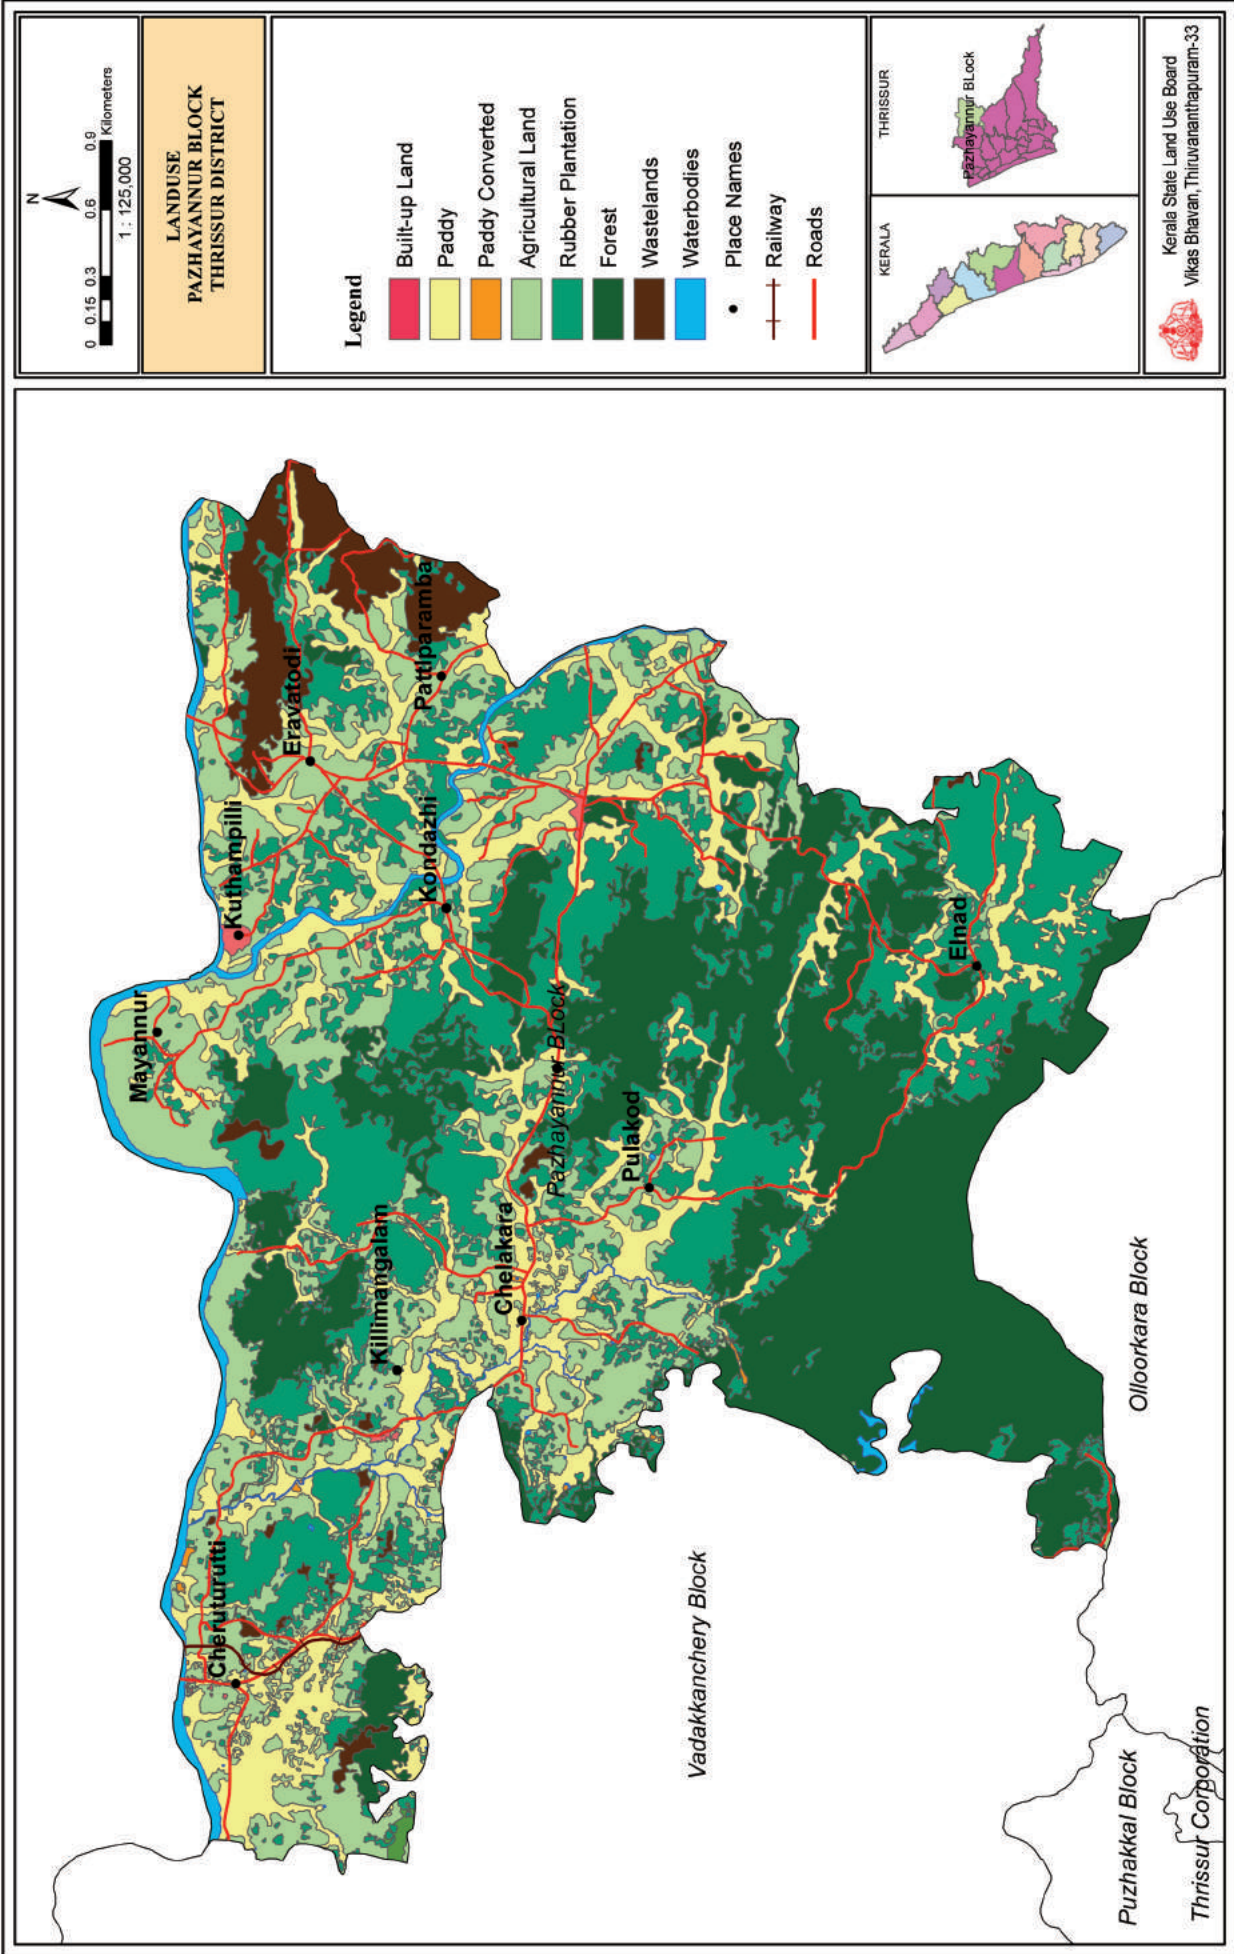 N
0 0.15 0.3 0.6 0.9
Kilometers
1 : 125,000
LANDUSE
PAZHAYANNUR BLOCK
THRISSUR DISTRICT
Legend
Built-up Land
Paddy
Paddy Converted
Agricultural Land
Rubber Plantation
Forest
Wastelands
Waterbodies
Place Names
Railway
Roads
KERALA
THRISSUR
Pazhayannur BLock
Kerala State Land Use Board
Vikas Bhavan, Thiruvananthapuram-33
Mayannur
Kuthampilli
Eravatodi
Pattiparamba
Kondazhi
Cheruturutti
Killimangalam
Chelakara
Pazhayannur BLock
Pulakod
Elnad
Vadakkanchery Block
Olloorkara Block
Puzhakkal Block
Thrissur Corporation